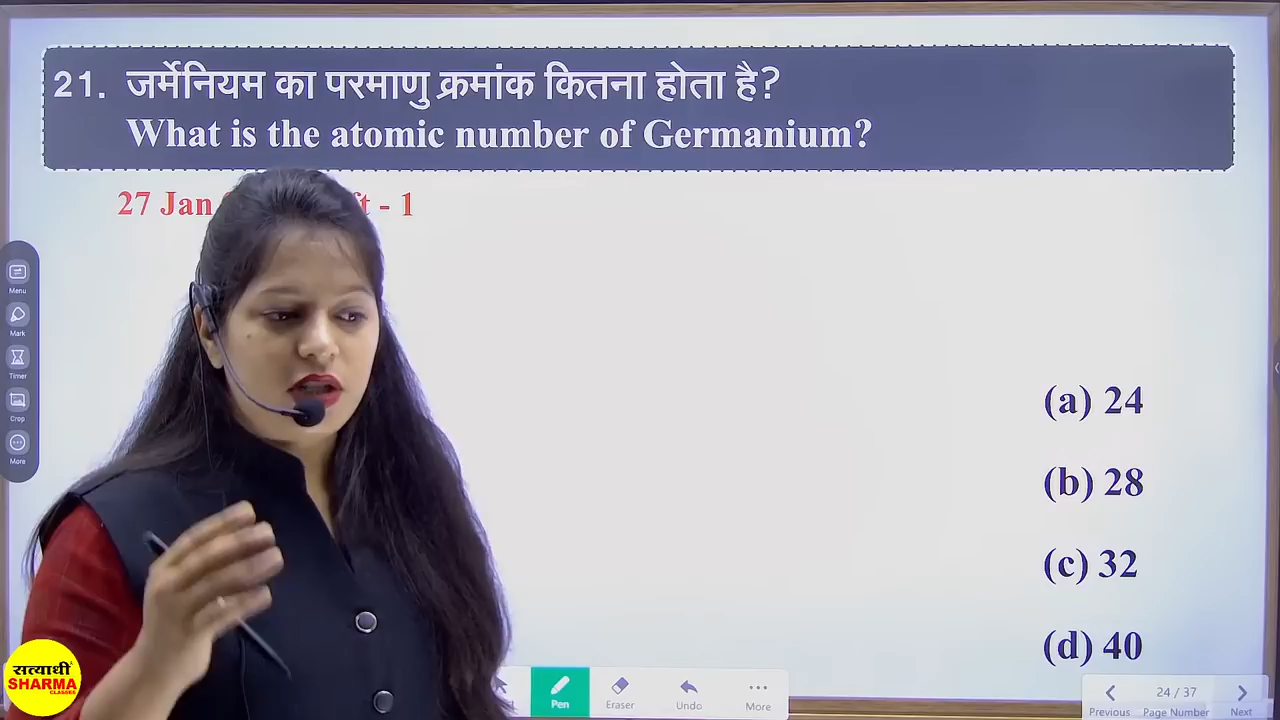 21. जर्मेनियम का परमाणु क्रमांक कितना होता है?
What is the atomic number of Germanium?
27 Jan - 1
(a) 24
(b) 28
(c) 32
(d) 40
Menu
Mark
Timer
Crop
More
सत्यार्थी
SHARMA
CLASSES
Pen
Eraser
Undo
More
24 / 37
Previous
Page Number
Next